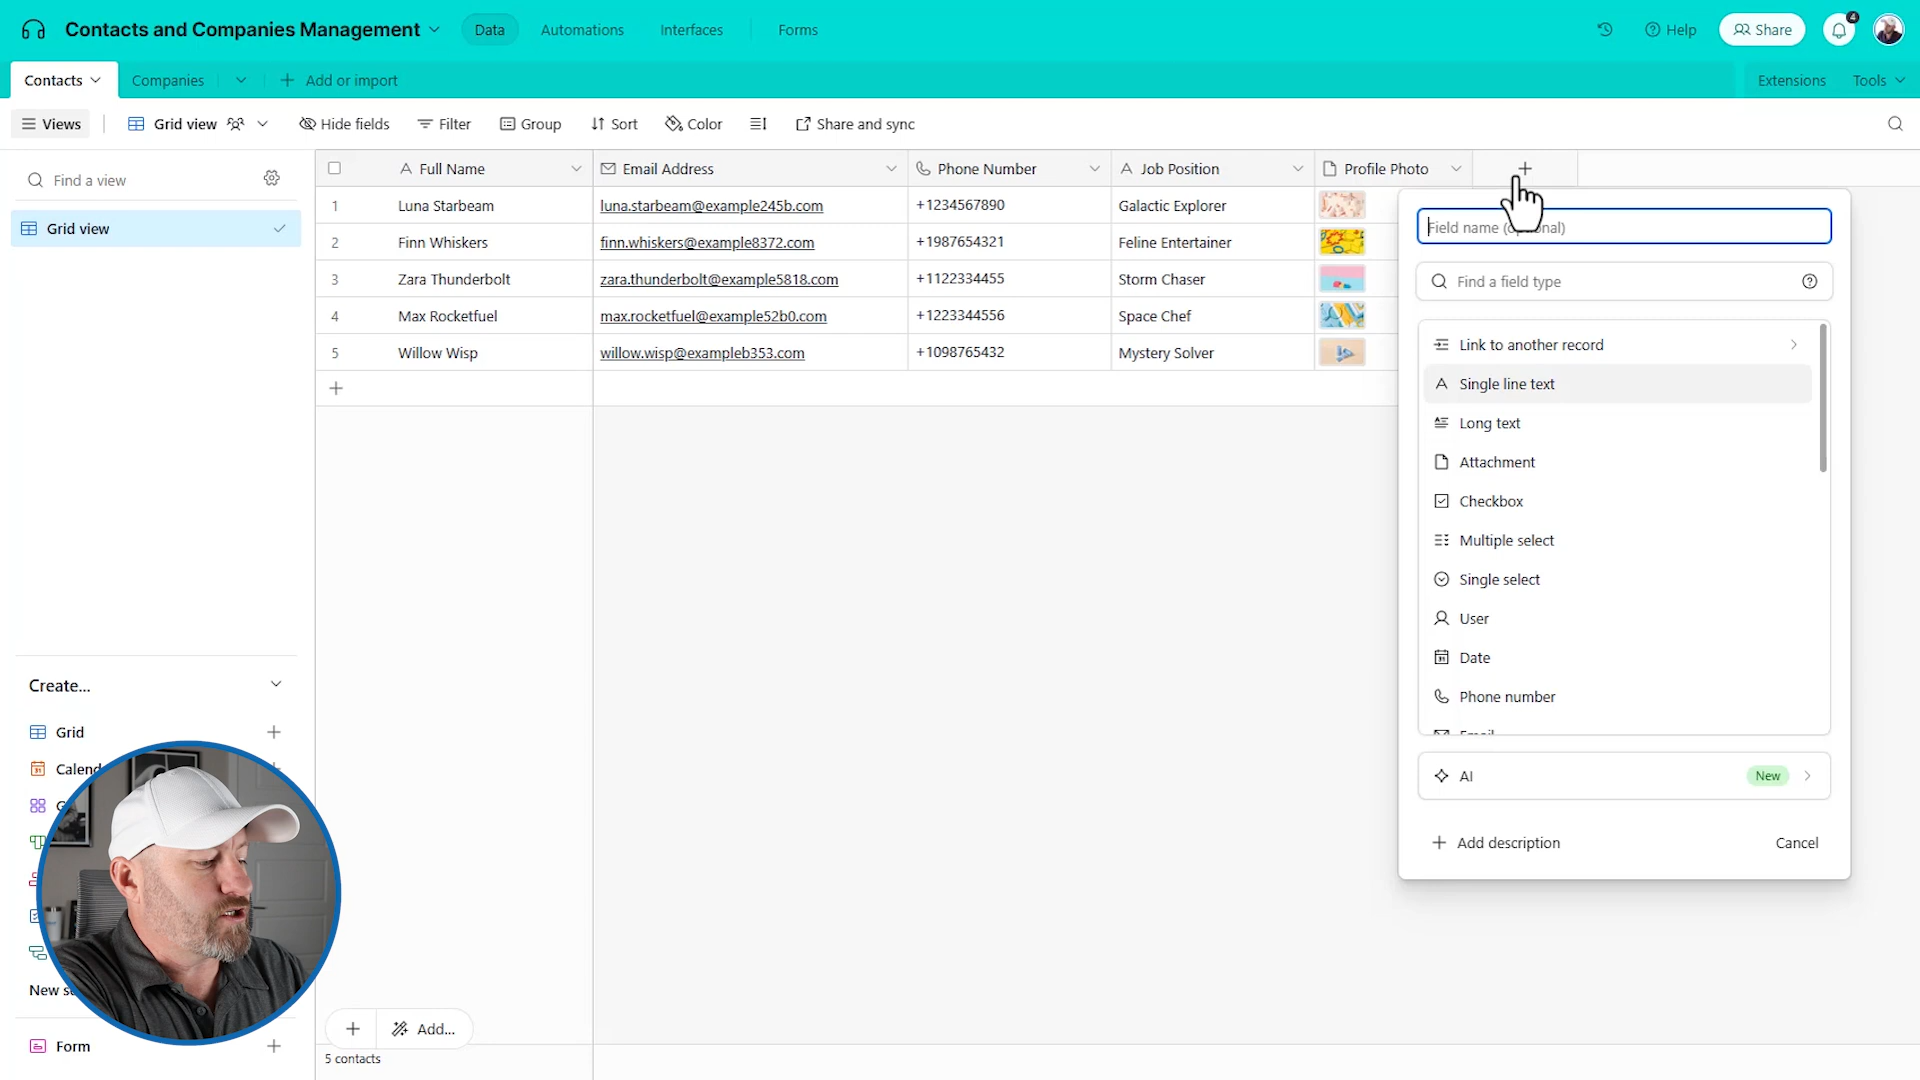 Contacts and Companies Management
Data
Automations
Interfaces
Forms
Help
Share
4
Contacts
Companies
Add or import
Extensions
Tools
Views
Grid view
Hide fields
Filter
Group
Sort
Color
Share and sync
Find a view
Grid view
Full Name Email Address Phone Number Job Position Profile Photo
1 Luna Starbeam luna.starbeam@example245b.com +1234567890 Galactic Explorer
2 Finn Whiskers finn.whiskers@example8372.com +1987654321 Feline Entertainer
3 Zara Thunderbolt zara.thunderbolt@example5818.com +1122334455 Storm Chaser
4 Max Rocketfuel max.rocketfuel@example52b0.com +1223344556 Space Chef
5 Willow Wisp willow.wisp@exampleb353.com +1098765432 Mystery Solver
Field name (optional)
Find a field type
Link to another record
Single line text
Long text
Attachment
Checkbox
Multiple select
Single select
User
Date
Phone number
Email
AI
New
Add description
Cancel
Create...
Grid
Form
Add...
5 contacts